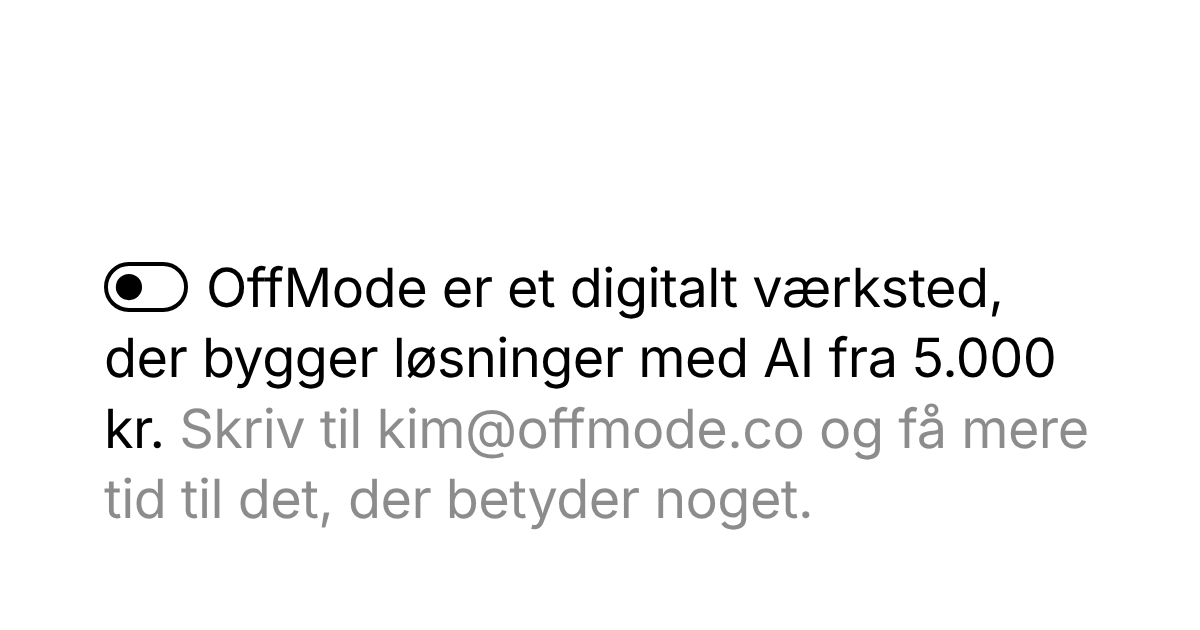 OffMode er et digitalt værksted,
der bygger løsninger med AI fra 5.000
kr. Skriv til kim@offmode.co og få mere
tid til det, der betyder noget.